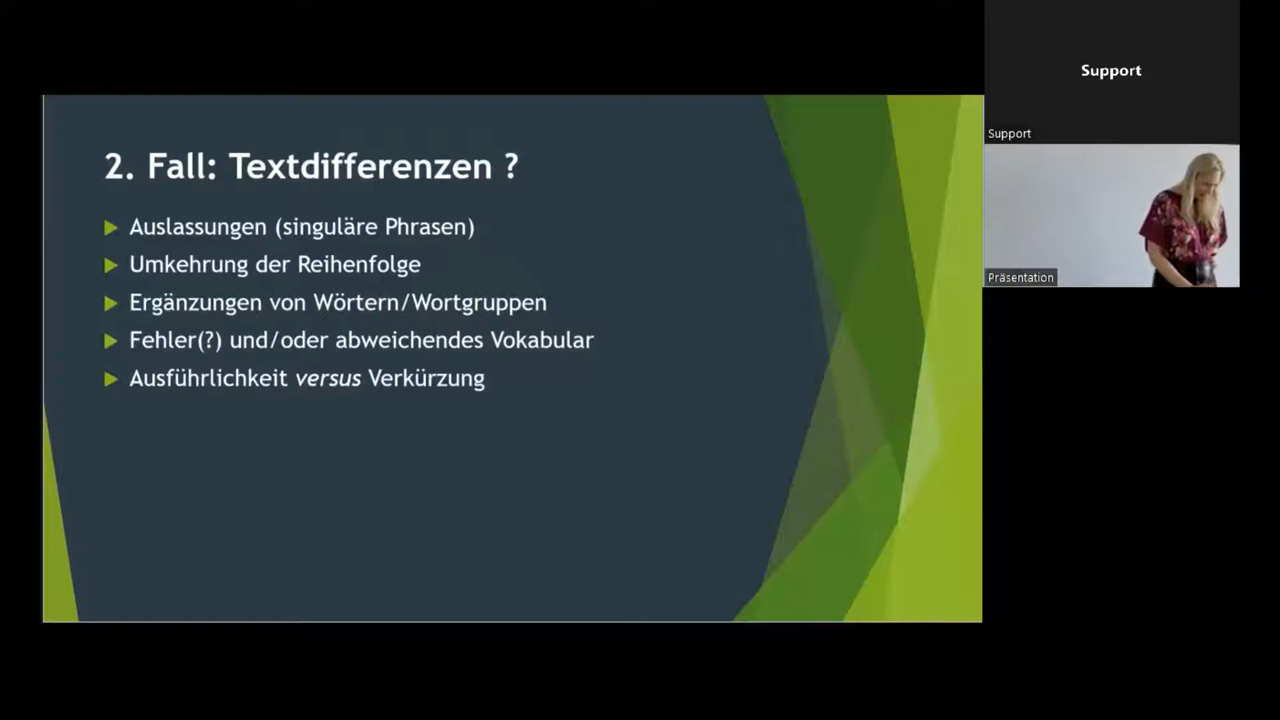 2. Fall: Textdifferenzen ?
Auslassungen (singuläre Phrasen)
Umkehrung der Reihenfolge
Ergänzungen von Wörtern/Wortgruppen
Fehler(?) und/oder abweichendes Vokabular
Ausführlichkeit versus Verkürzung
Support
Support
Präsentation